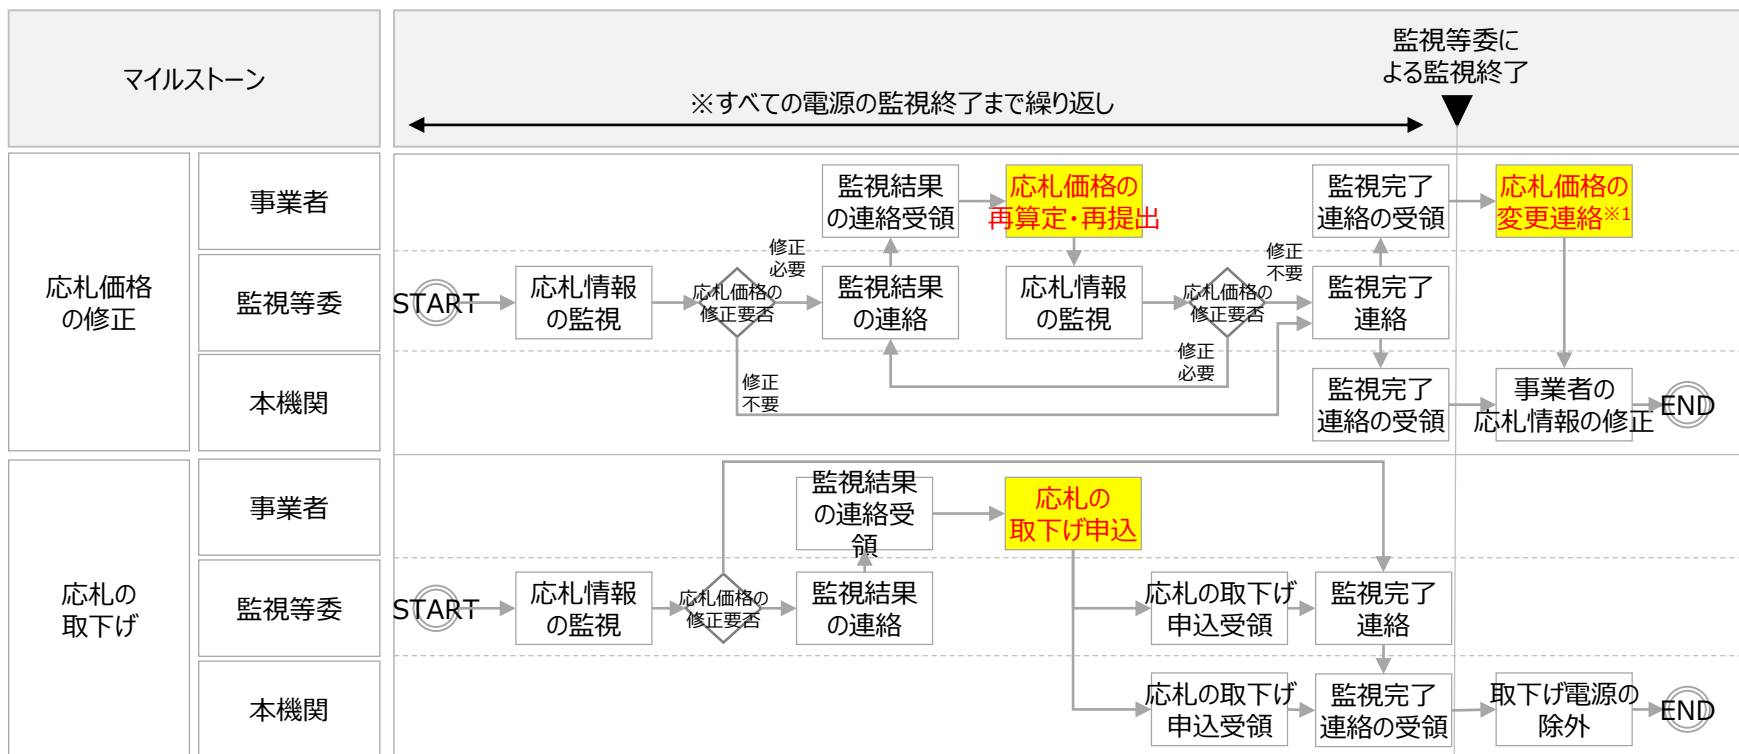 マイルストーン
監視等委に
よる監視終了
※すべての電源の監視終了まで繰り返し
応札価格
の修正
事業者
監視結果
の連絡受領
応札価格の
再算定・再提出
監視完了
連絡の受領
応札価格の
変更連絡※1
監視等委
START
応札情報
の監視
応札価格の
修正要否
修正
必要
監視結果
の連絡
応札情報
の監視
応札価格の
修正要否
修正
不要
監視完了
連絡
本機関
修正
不要
修正
必要
監視完了
連絡の受領
事業者の
応札情報の修正
END
応札の
取下げ
事業者
監視結果
の連絡受
領
応札の
取下げ申込
監視等委
START
応札情報
の監視
応札価格の
修正要否
監視結果
の連絡
応札の取下げ
申込受領
監視完了
連絡
本機関
応札の取下げ
申込受領
監視完了
連絡の受領
取下げ電源の
除外
END